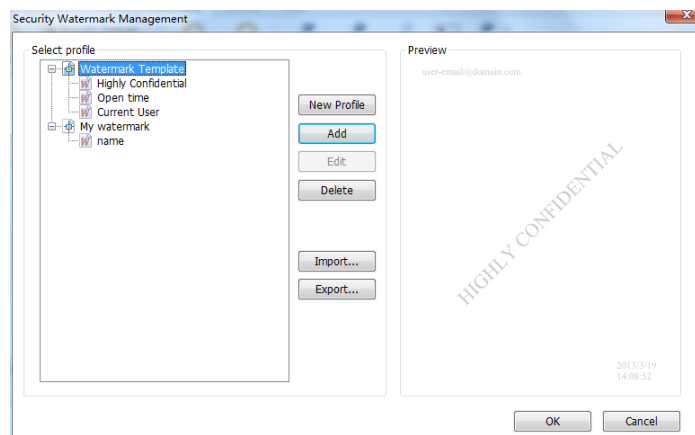 Security Watermark Management
Select profile
Watermark Template
Highly Confidential
Open time
Current User
My watermark
name
New Profile
Add
Edit
Delete
Import...
Export...
Preview
user-email@domain.com
HIGHLY CONFIDENTIAL
2013/3/19
14:08:52
OK
Cancel